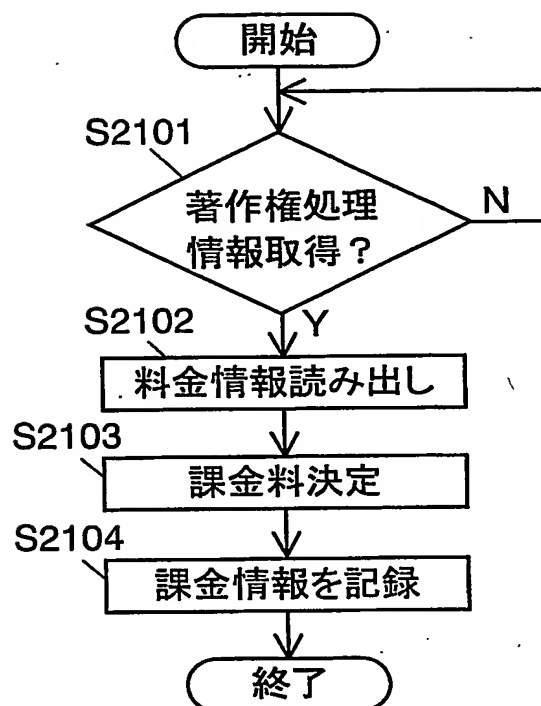 開始
S2101
著作権処理
情報取得？
N
Y
S2102
料金情報読み出し
S2103
課金料決定
S2104
課金情報を記録
終了